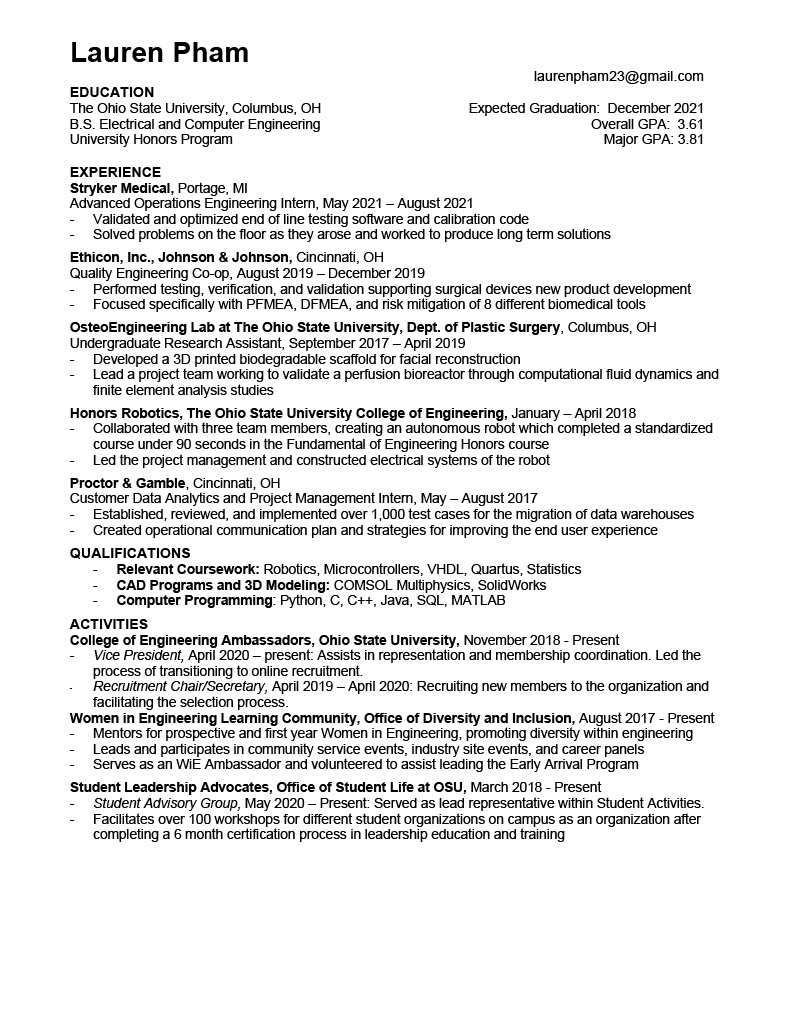 Lauren Pham
laurenpham23@gmail.com
EDUCATION
The Ohio State University, Columbus, OH Expected Graduation: December 2021
B.S. Electrical and Computer Engineering Overall GPA: 3.61
University Honors Program Major GPA: 3.81
EXPERIENCE
Stryker Medical, Portage, MI
Advanced Operations Engineering Intern, May 2021 – August 2021
- Validated and optimized end of line testing software and calibration code
- Solved problems on the floor as they arose and worked to produce long term solutions
Ethicon, Inc., Johnson & Johnson, Cincinnati, OH
Quality Engineering Co-op, August 2019 – December 2019
- Performed testing, verification, and validation supporting surgical devices new product development
- Focused specifically with PFMEA, DFMEA, and risk mitigation of 8 different biomedical tools
OsteoEngineering Lab at The Ohio State University, Dept. of Plastic Surgery, Columbus, OH
Undergraduate Research Assistant, September 2017 – April 2019
- Developed a 3D printed biodegradable scaffold for facial reconstruction
- Lead a project team working to validate a perfusion bioreactor through computational fluid dynamics and
finite element analysis studies
Honors Robotics, The Ohio State University College of Engineering, January – April 2018
- Collaborated with three team members, creating an autonomous robot which completed a standardized
course under 90 seconds in the Fundamental of Engineering Honors course
- Led the project management and constructed electrical systems of the robot
Proctor & Gamble, Cincinnati, OH
Customer Data Analytics and Project Management Intern, May – August 2017
- Established, reviewed, and implemented over 1,000 test cases for the migration of data warehouses
- Created operational communication plan and strategies for improving the end user experience
QUALIFICATIONS
- Relevant Coursework: Robotics, Microcontrollers, VHDL, Quartus, Statistics
- CAD Programs and 3D Modeling: COMSOL Multiphysics, SolidWorks
- Computer Programming: Python, C, C++, Java, SQL, MATLAB
ACTIVITIES
College of Engineering Ambassadors, Ohio State University, November 2018 - Present
- Vice President, April 2020 – present: Assists in representation and membership coordination. Led the
process of transitioning to online recruitment.
- Recruitment Chair/Secretary, April 2019 – April 2020: Recruiting new members to the organization and
facilitating the selection process.
Women in Engineering Learning Community, Office of Diversity and Inclusion, August 2017 - Present
- Mentors for prospective and first year Women in Engineering, promoting diversity within engineering
- Leads and participates in community service events, industry site events, and career panels
- Serves as an WiE Ambassador and volunteered to assist leading the Early Arrival Program
Student Leadership Advocates, Office of Student Life at OSU, March 2018 - Present
- Student Advisory Group, May 2020 – Present: Served as lead representative within Student Activities.
- Facilitates over 100 workshops for different student organizations on campus as an organization after
completing a 6 month certification process in leadership education and training